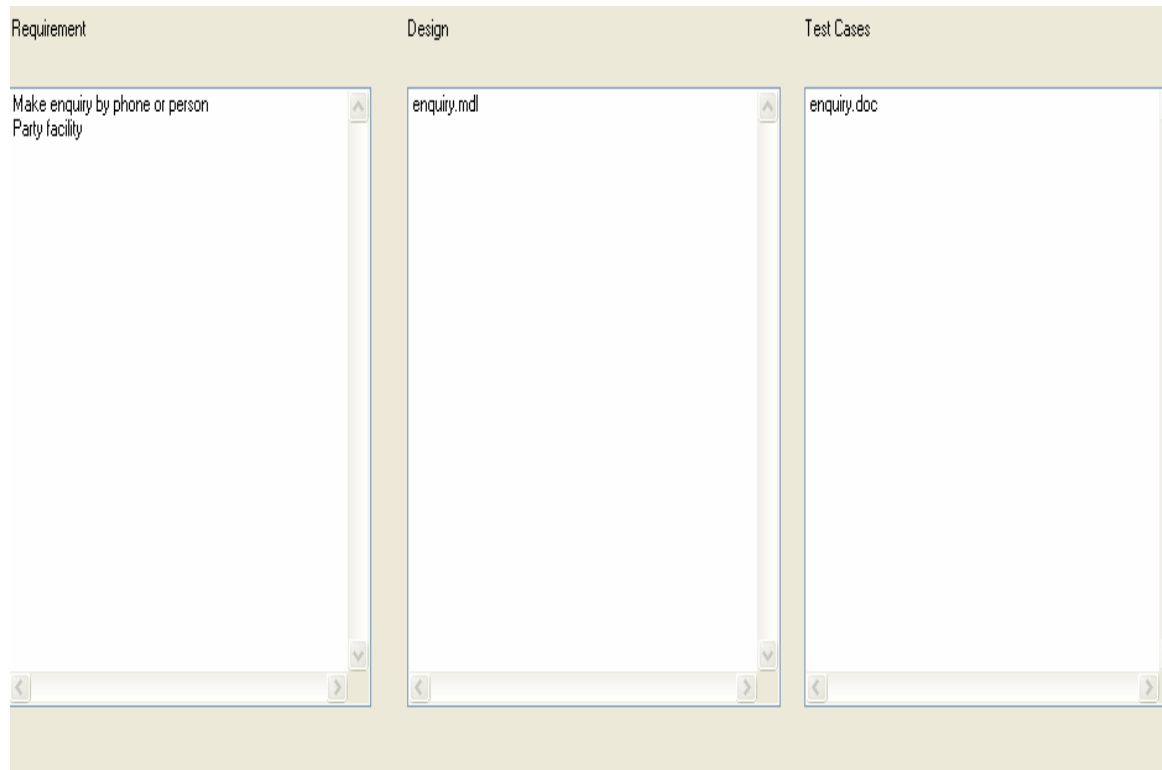 Requirement
Design
Test Cases
Make enquiry by phone or person
Party facility
enquiry.mdl
enquiry.doc